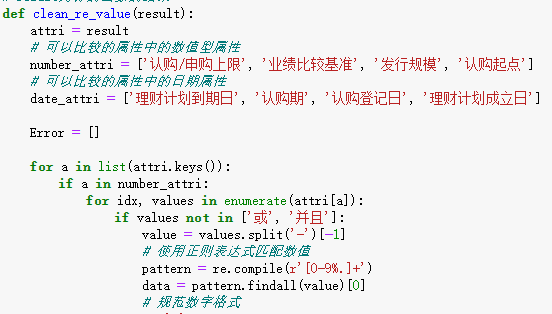 def clean_re_value(result):
    attri = result
    # 可以比较的属性中的数值型属性
    number_attri = ['认购/申购上限', '业绩比较基准', '发行规模', '认购起点']
    # 可以比较的属性中的日期属性
    date_attri = ['理财计划到期日', '认购期', '认购登记日', '理财计划成立日']

    Error = []

    for a in list(attri.keys()):
        if a in number_attri:
            for idx, values in enumerate(attri[a]):
                if values not in ['或', '并且']:
                    value = values.split('-')[-1]
                    # 使用正则表达式匹配数值
                    pattern = re.compile(r'[0-9%.]+')
                    data = pattern.findall(value)[0]
                    # 规范数字格式